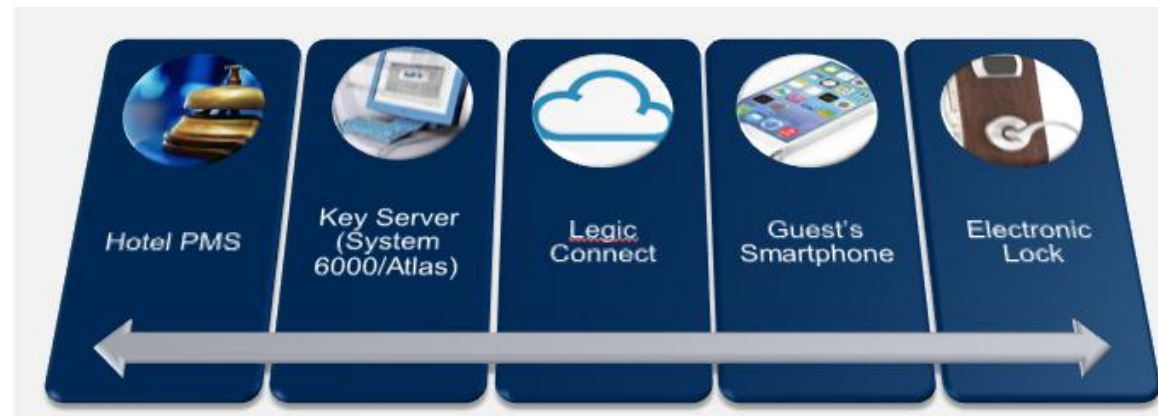 Hotel PMS
Key Server
(System
6000/Atlas)
Legic
Connect
Guest's
Smartphone
Electronic
Lock